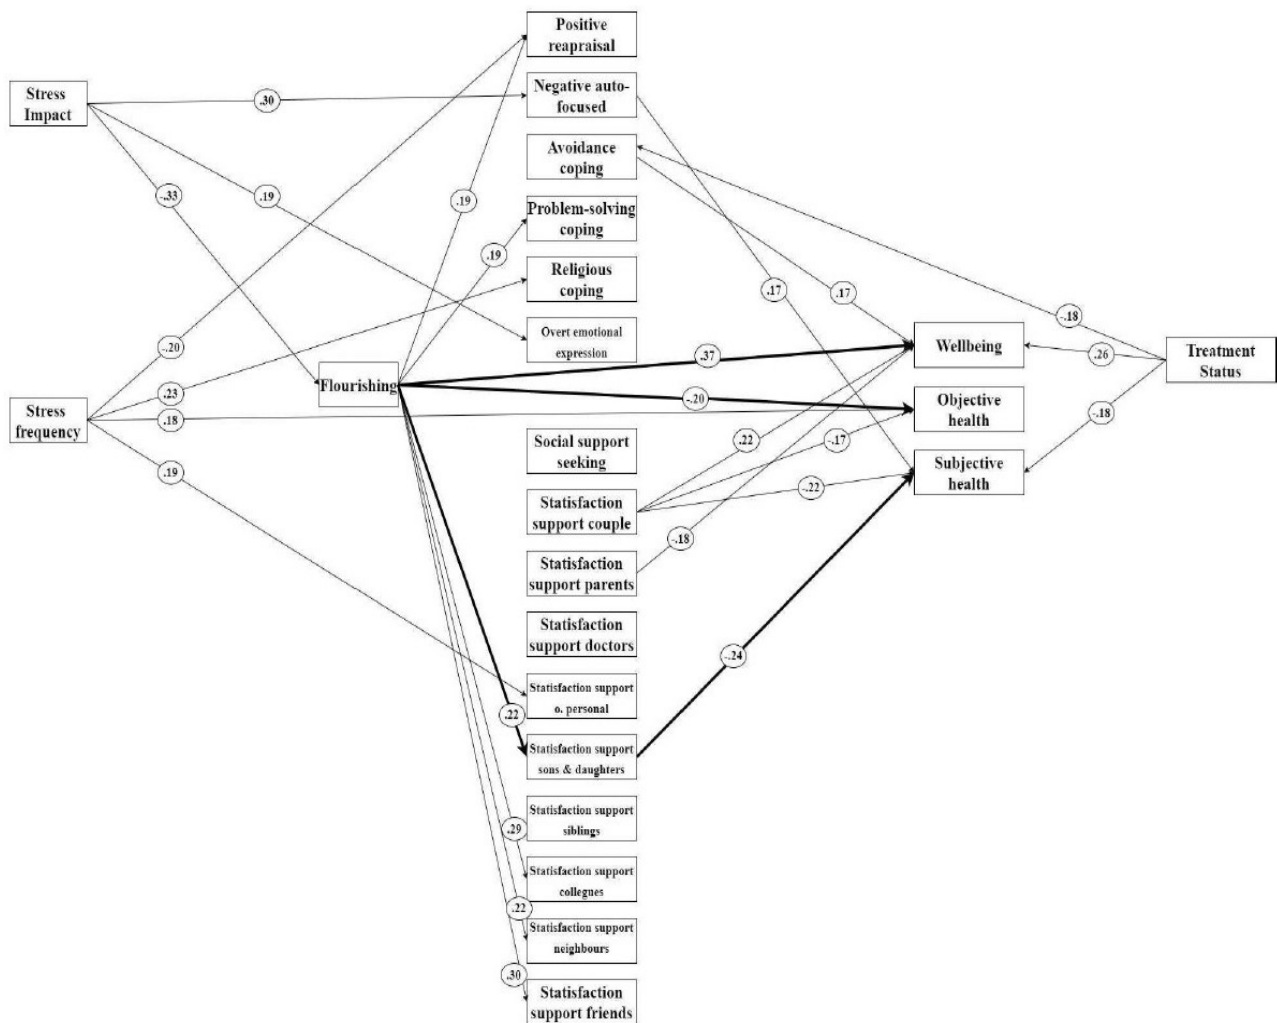 Positive
reapraisal
Stress
Impact
.30
Negative auto-
focused
Avoidance
coping
-.33
.19
.19
Problem-solving
coping
.19
Religious
coping
.17
.17
-.18
Overt emotional
expression
-.20
.37
Wellbeing
.26
Treatment
Status
Flourishing
.23
-.20
Objective
health
Stress
frequency
.18
-.18
Social support
seeking
.22
-.17
Subjective
health
.19
Statisfaction
support couple
-.22
-.18
Statisfaction
support parents
Statisfaction
support doctors
-.24
Statisfaction support
o. personal
.22
Statisfaction support
sons & daughters
Statisfaction support
siblings
.29
Statisfaction support
collegues
.22
Statisfaction support
neighbours
.30
Statisfaction
support friends